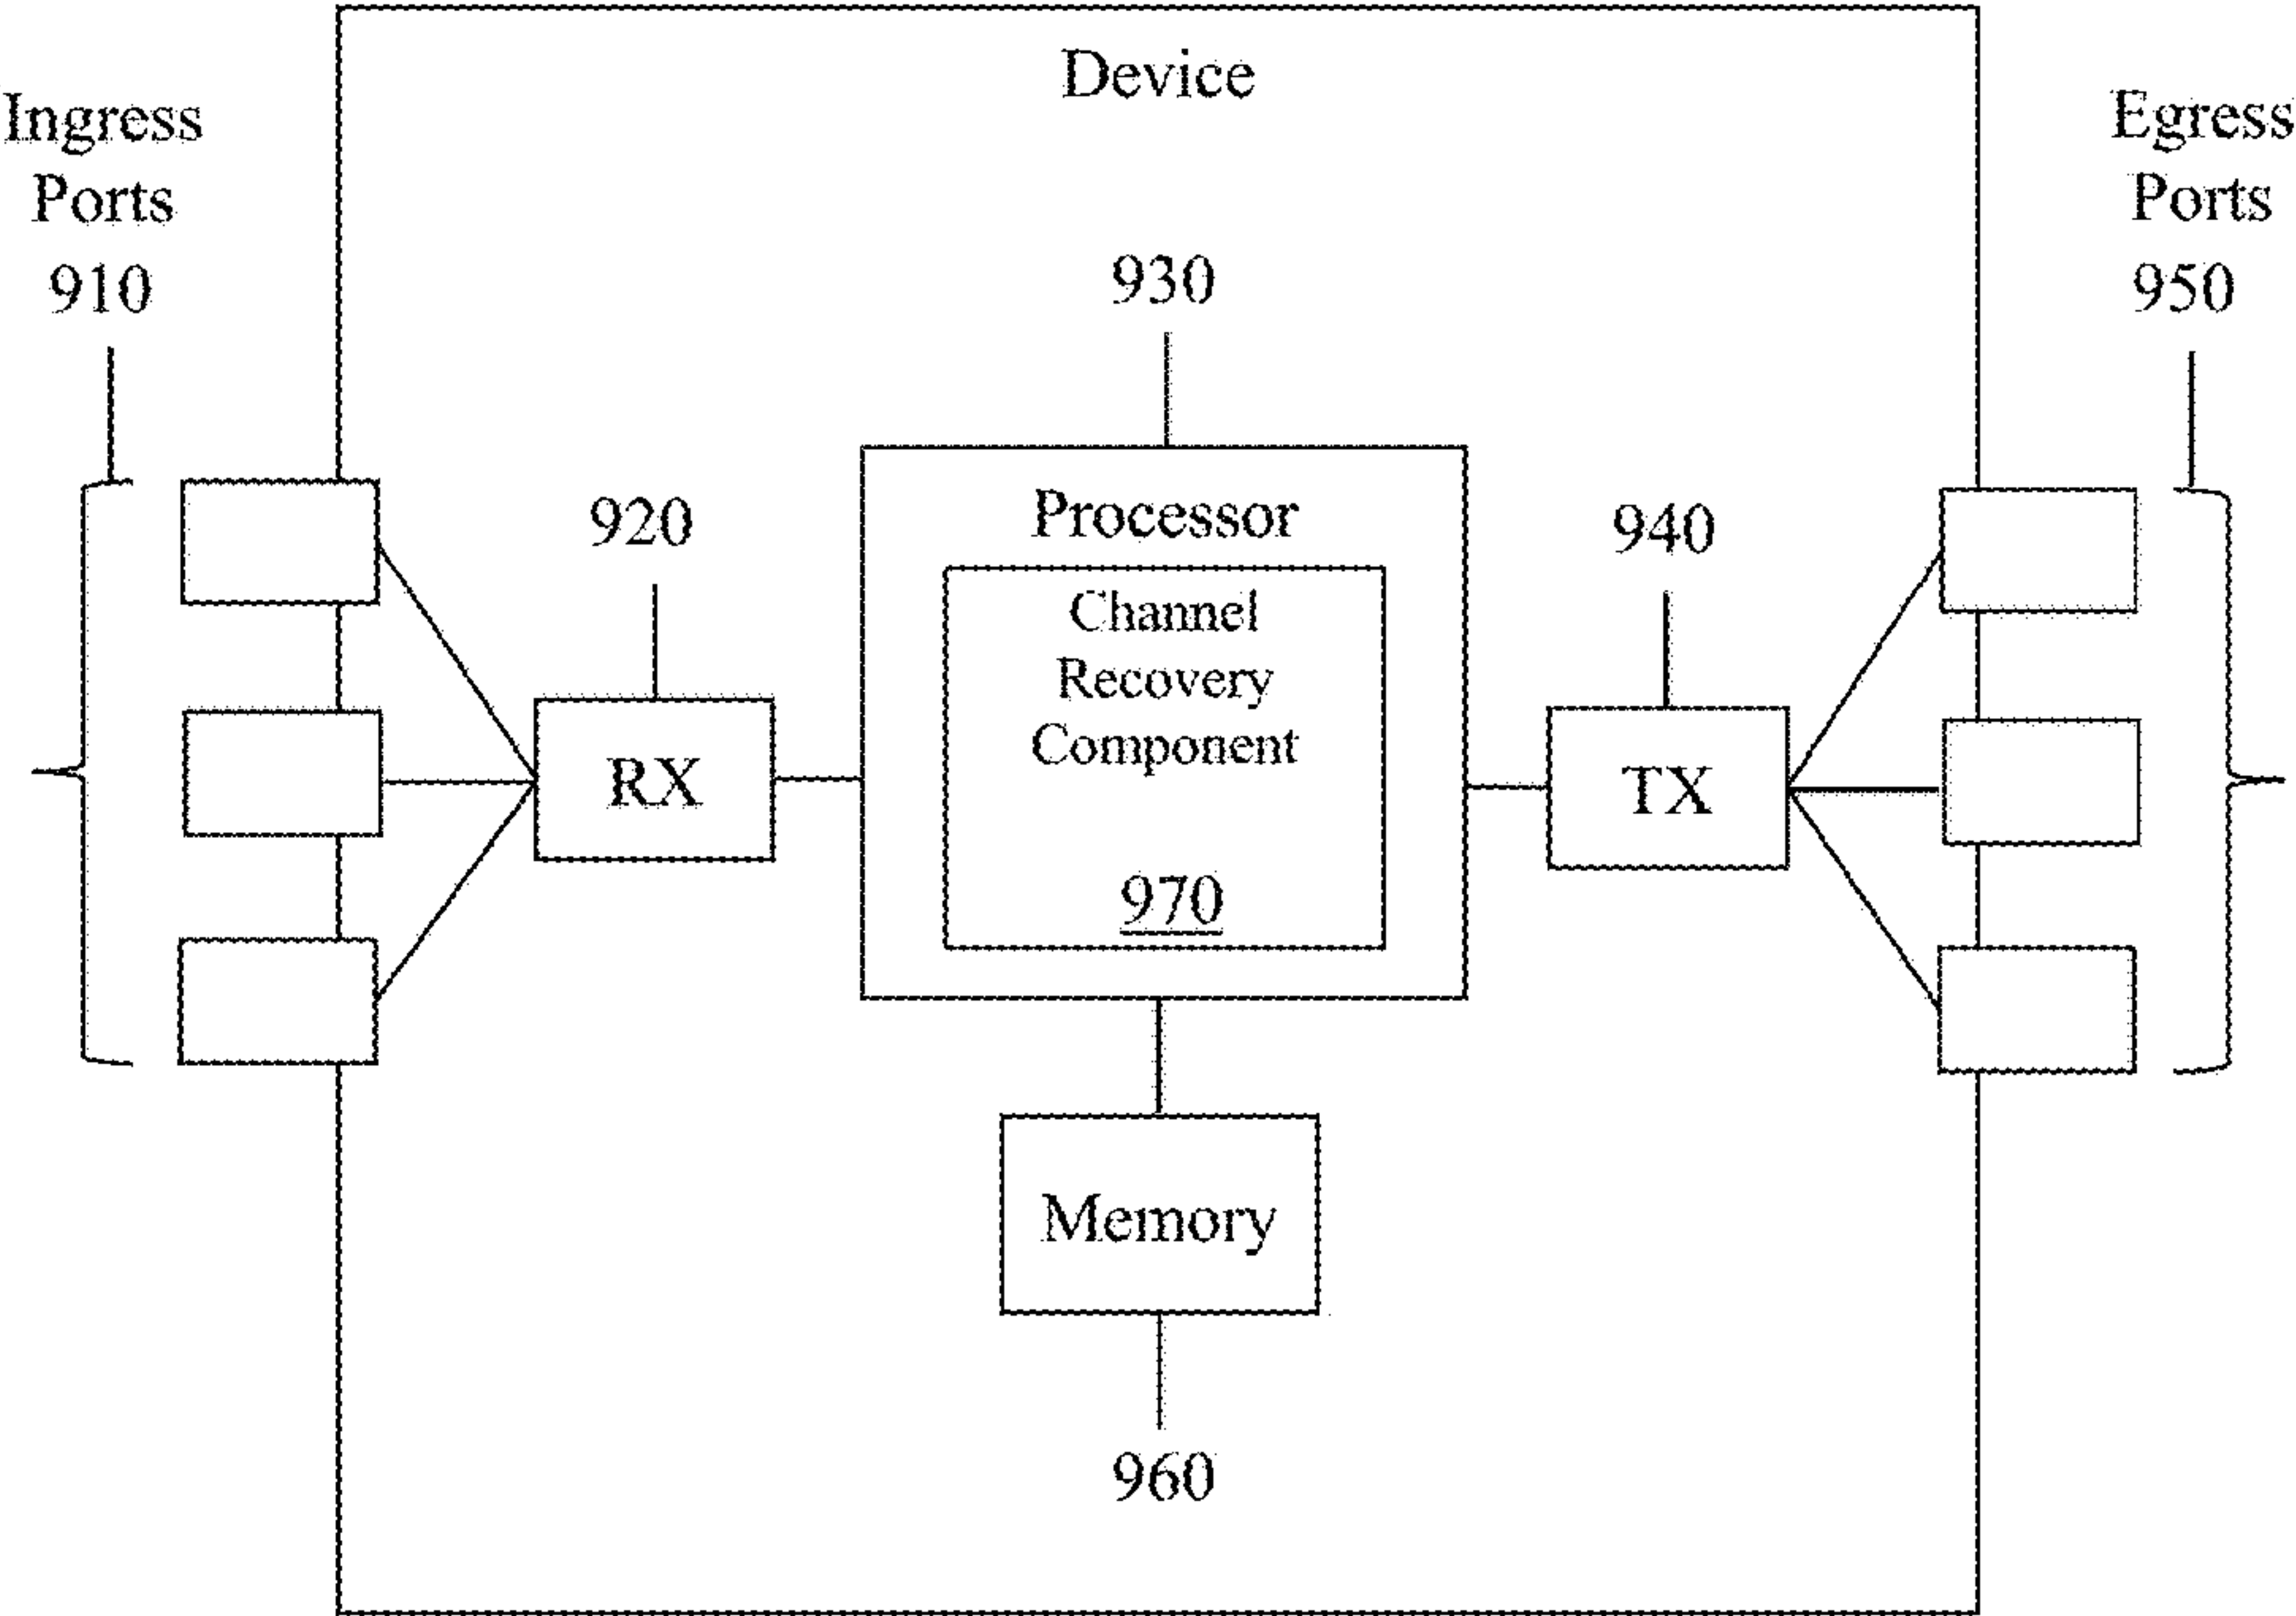 Device
Ingress
Ports
910
Egress
Ports
950
930
920
Processor
940
Channel
Recovery
Component
RX
TX
970
Memory
960